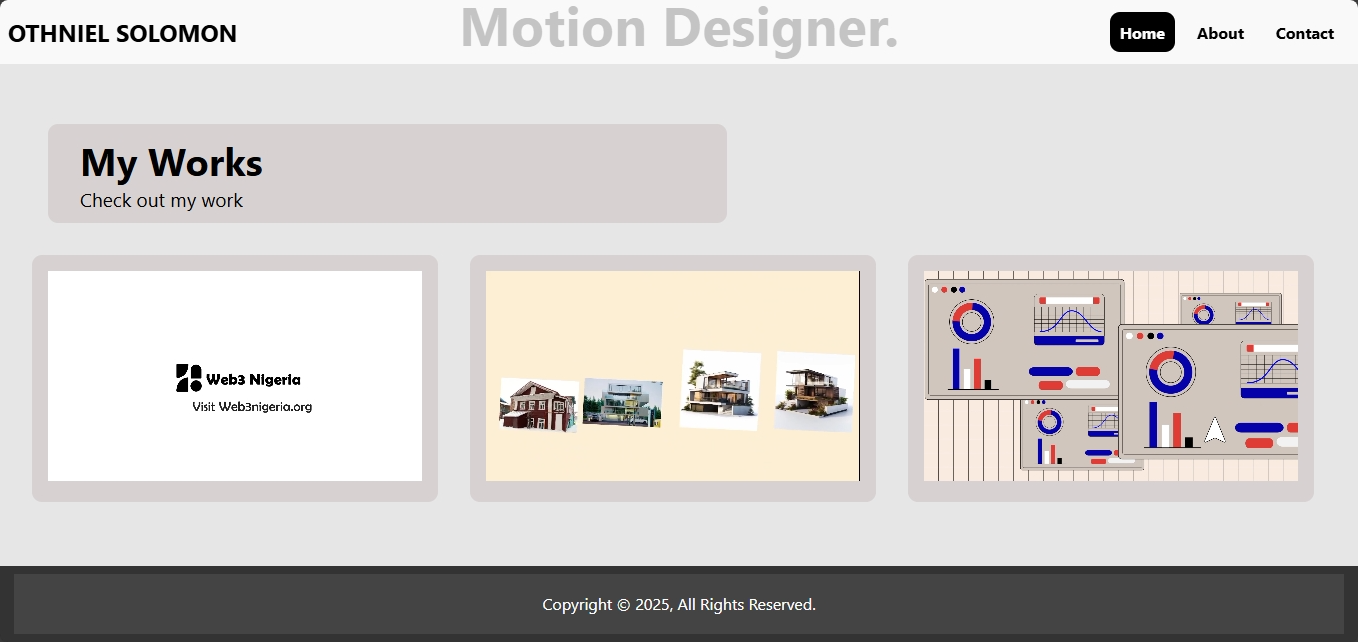 OTHNIEL SOLOMON
Motion Designer.
Home About Contact
My Works
Check out my work
Web3 Nigeria
Visit Web3nigeria.org
Copyright © 2025, All Rights Reserved.